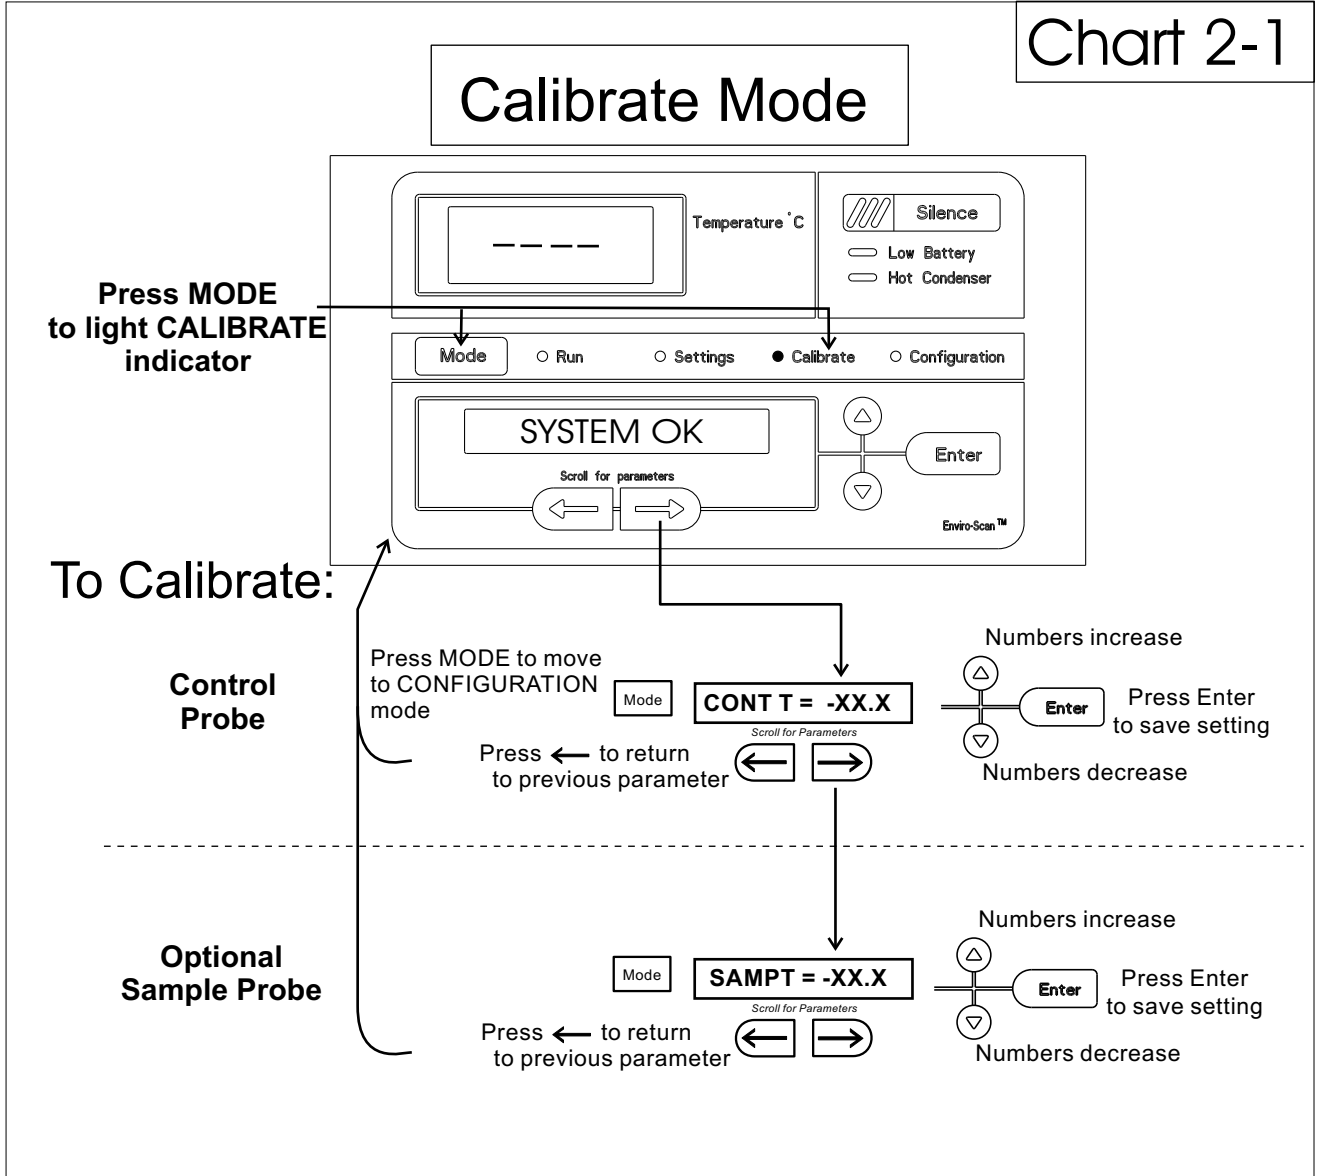 Chart 2-1
Calibrate Mode
Temperature °C
Silence
Low Battery
Hot Condenser
Press MODE
to light CALIBRATE
indicator
Mode
Run
Settings
Calibrate
Configuration
SYSTEM OK
Scroll for parameters
Enter
Enviro-Scan™
To Calibrate:
Control
Probe
Press MODE to move
to CONFIGURATION
mode
Mode
CONT T = -XX.X
Scroll for Parameters
Press ← to return
to previous parameter
Numbers increase
Enter
Press Enter
to save setting
Numbers decrease
Optional
Sample Probe
Mode
SAMPT = -XX.X
Scroll for Parameters
Press ← to return
to previous parameter
Numbers increase
Enter
Press Enter
to save setting
Numbers decrease